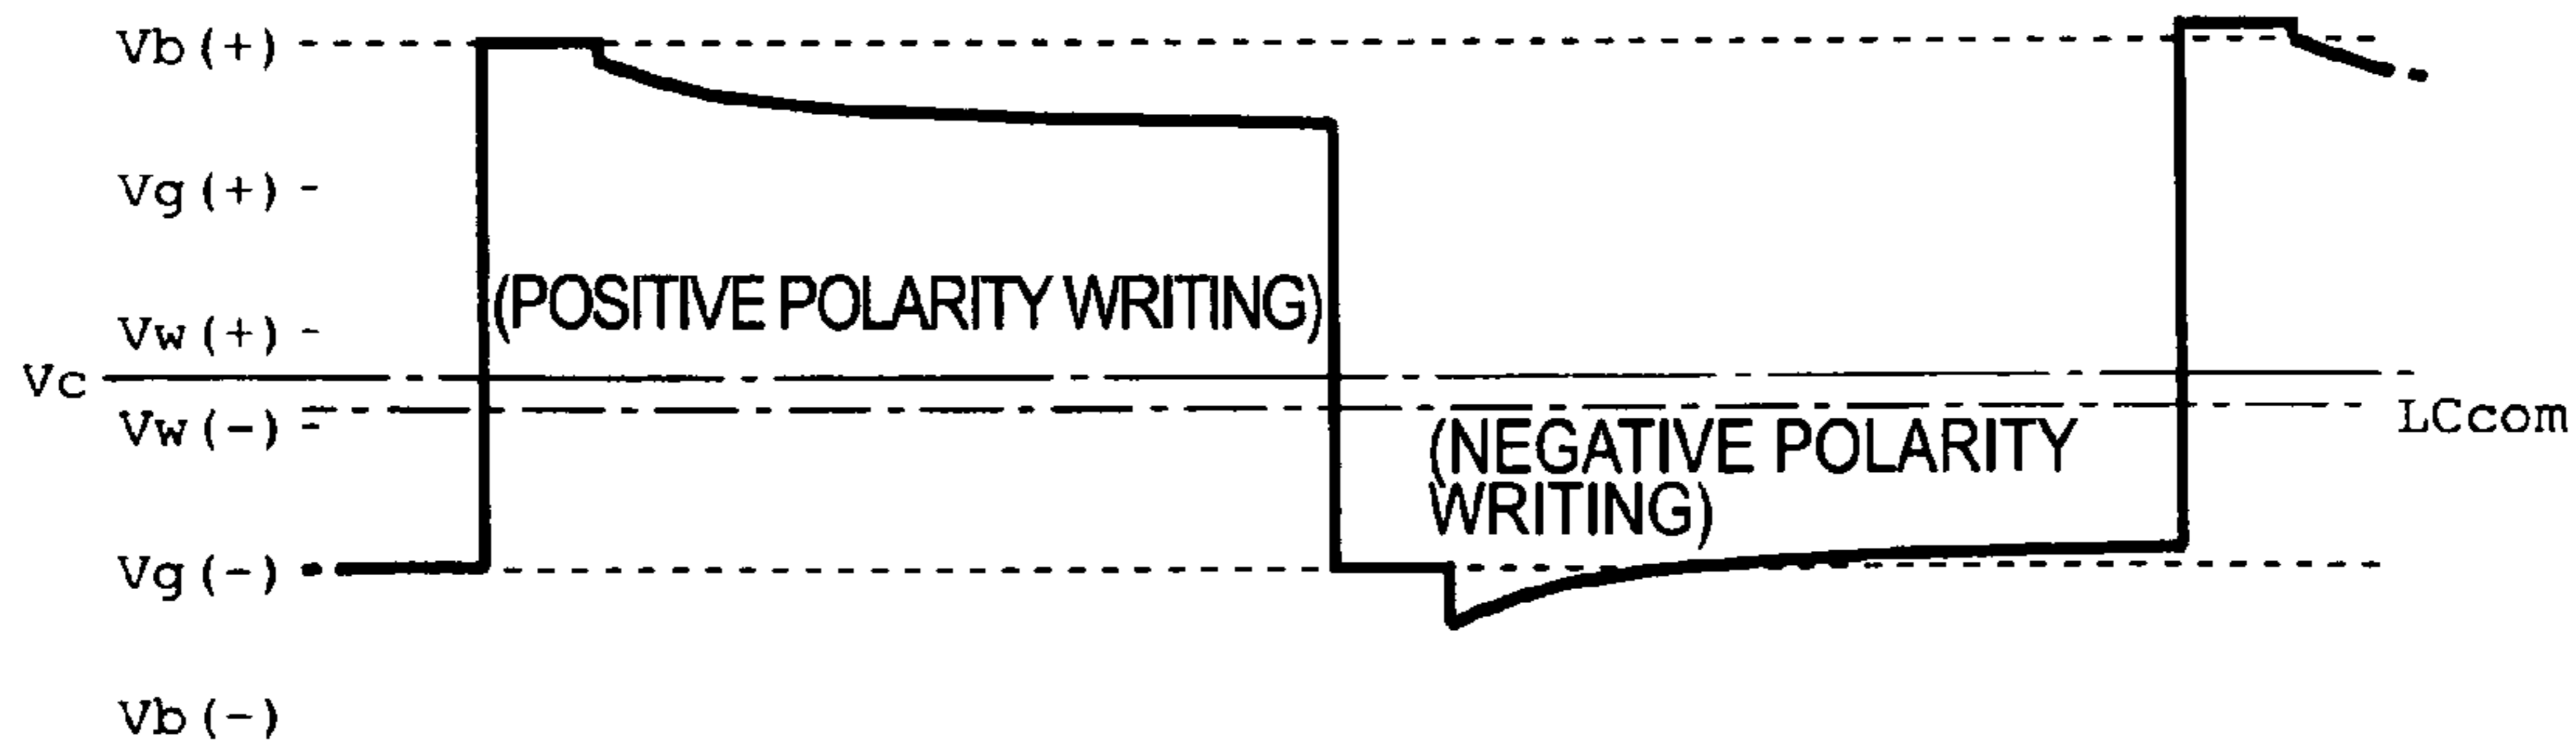 Vb(+)
Vg(+)
(POSITIVE POLARITY WRITING)
Vw(+)
Vc
Vw(-)
LCcom
(NEGATIVE POLARITY
WRITING)
Vg(-)
Vb(-)